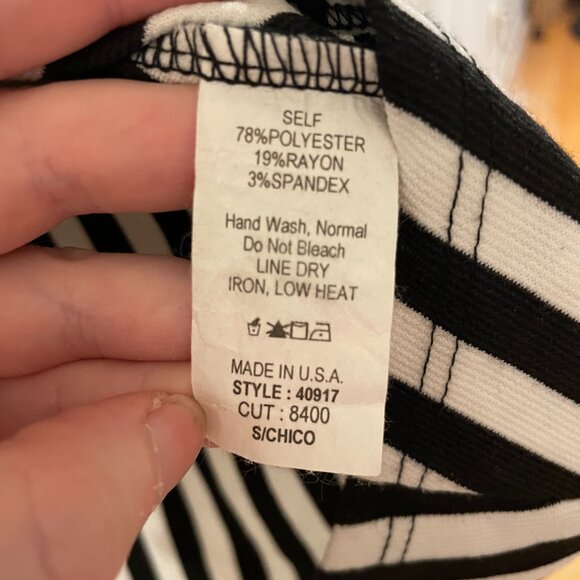 SELF
78%POLYESTER
19%RAYON
3%SPANDEX
Hand Wash, Normal
Do Not Bleach
LINE DRY
IRON, LOW HEAT
MADE IN U.S.A.
STYLE : 40917
CUT : 8400
S/CHICO